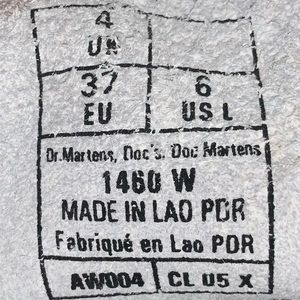 4
UK
37 6
EU US L
Dr.Martens, Doc's. Doc Martens
1460 W
MADE IN LAO PDR
Fabriqué en Lao PDR
AW004 CL 05 X